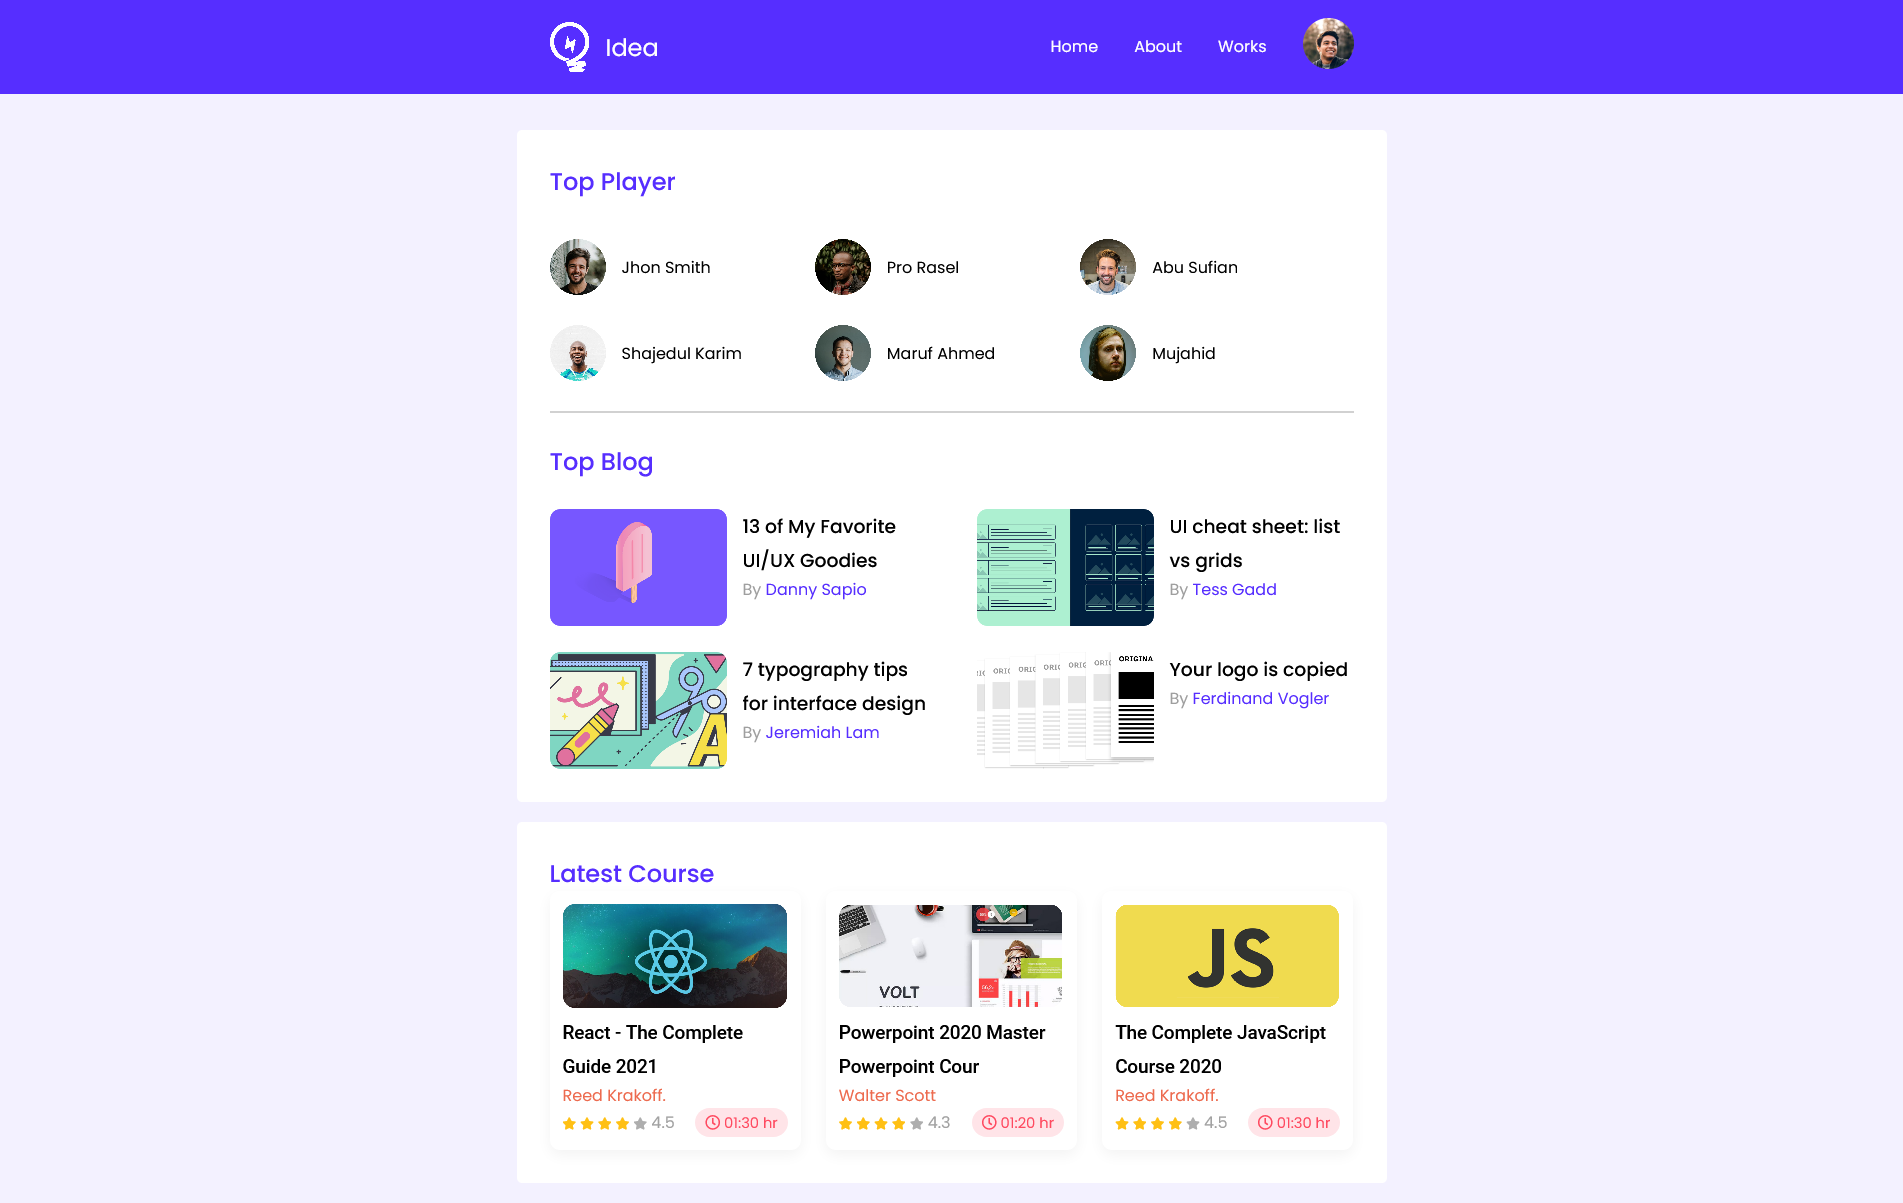 Idea
Home
About
Works
Top Player
Jhon Smith
Pro Rasel
Abu Sufian
Shajedul Karim
Maruf Ahmed
Mujahid
Top Blog
13 of My Favorite
UI/UX Goodies
By Danny Sapio
UI cheat sheet: list
vs grids
By Tess Gadd
7 typography tips
for interface design
By Jeremiah Lam
ORIGINA
Your logo is copied
By Ferdinand Vogler
Latest Course
React - The Complete
Guide 2021
Reed Krakoff.
4.5
01:30 hr
VOLT
Powerpoint 2020 Master
Powerpoint Cour
Walter Scott
4.3
01:20 hr
JS
The Complete JavaScript
Course 2020
Reed Krakoff.
4.5
01:30 hr